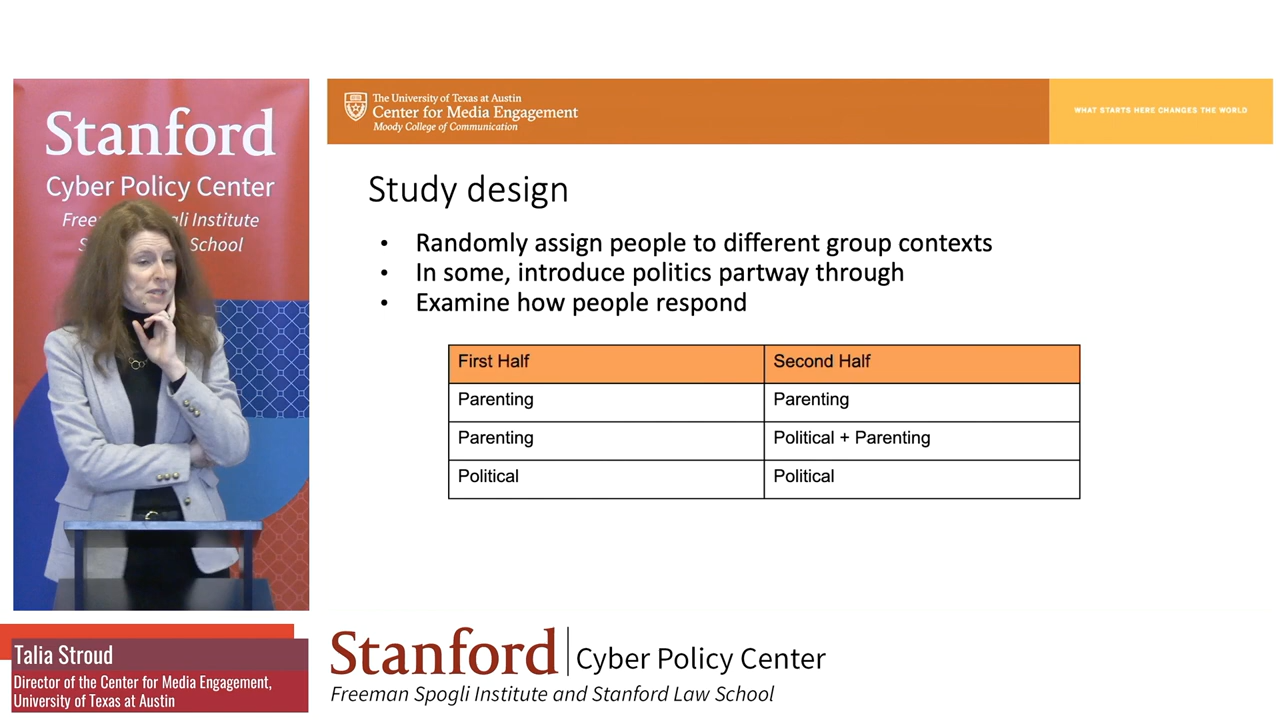 Stanford
Cyber Policy Center
Free li Institute
S School
The University of Texas at Austin
Center for Media Engagement
Moody College of Communication
WHAT STARTS HERE CHANGES THE WORLD
Study design
• Randomly assign people to different group contexts
• In some, introduce politics partway through
• Examine how people respond
First Half Second Half
Parenting Parenting
Parenting Political + Parenting
Political Political
Talia Stroud
Director of the Center for Media Engagement,
University of Texas at Austin
Stanford Cyber Policy Center
Freeman Spogli Institute and Stanford Law School